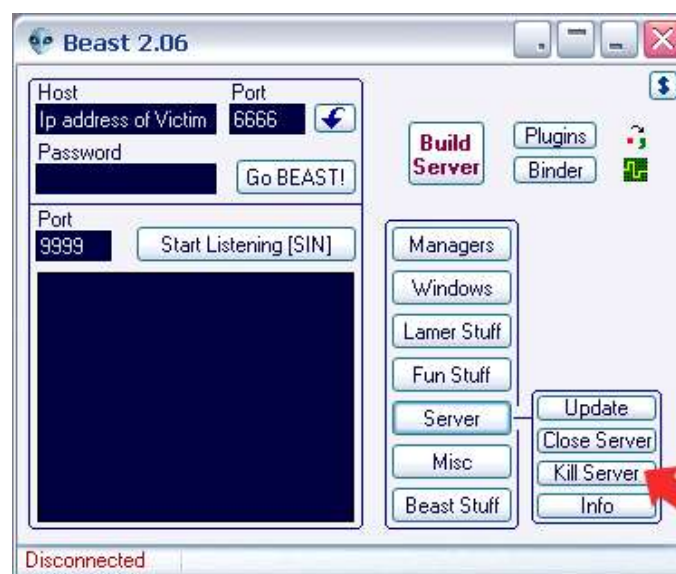 Beast 2.06
Host Port
Ip address of Victim 6666
Password
Go BEAST!
Port
9999 Start Listening [SIN]
Build
Server
Plugins
Binder
$
Managers
Windows
Lamer Stuff
Fun Stuff
Server
Misc
Beast Stuff
Update
Close Server
Kill Server
Info
Disconnected